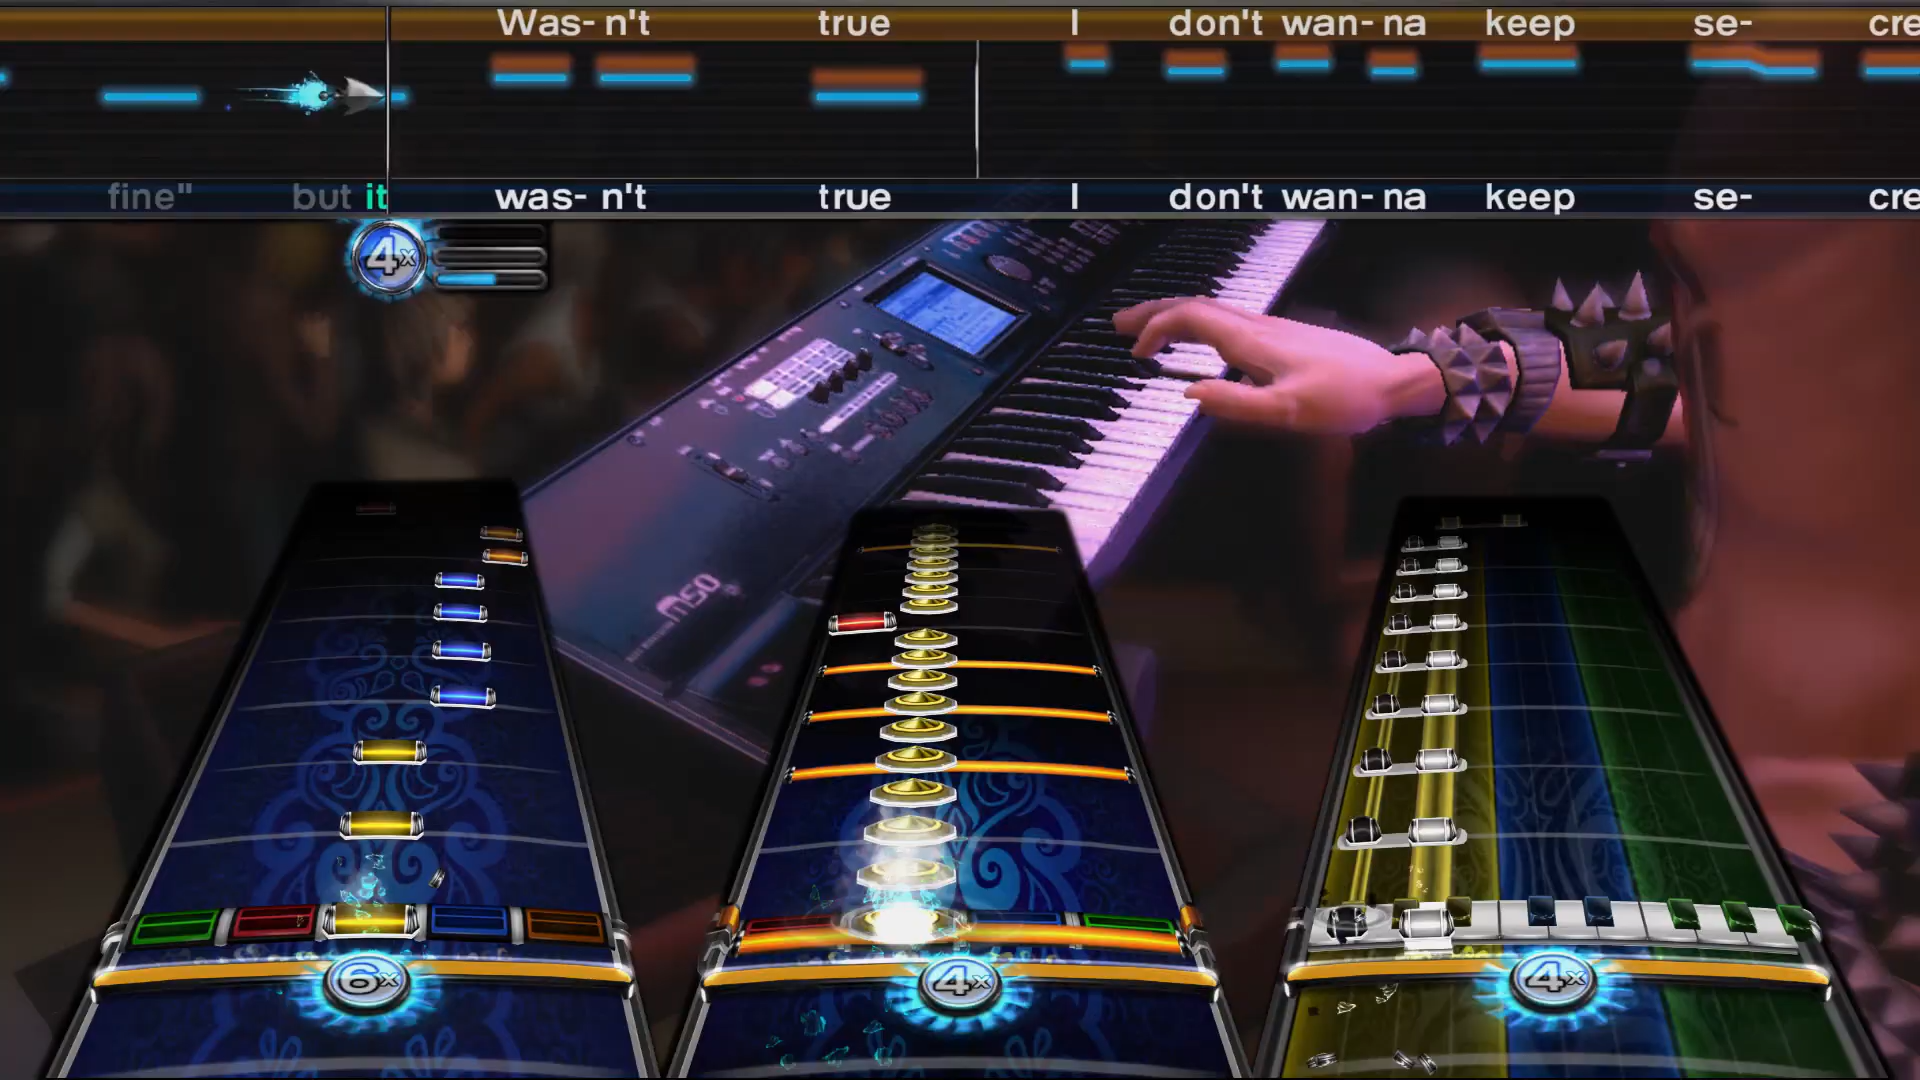 Was- n't true I don't wan- na keep se- cre
fine" but it was- n't true I don't wan- na keep se- cre
4x
M50
6x 4x 4x